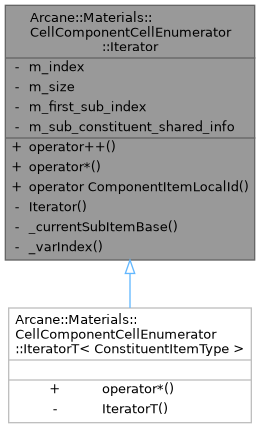 Arcane::Materials::
CellComponentCellEnumerator
::Iterator
- m_index
- m_size
- m_first_sub_index
- m_sub_constituent_shared_info
+ operator++()
+ operator*()
+ operator ComponentItemLocalId()
- Iterator()
- _currentSubItemBase()
- _varIndex()
Arcane::Materials::
CellComponentCellEnumerator
::IteratorT< ConstituentItemType >
+ operator*()
- IteratorT()